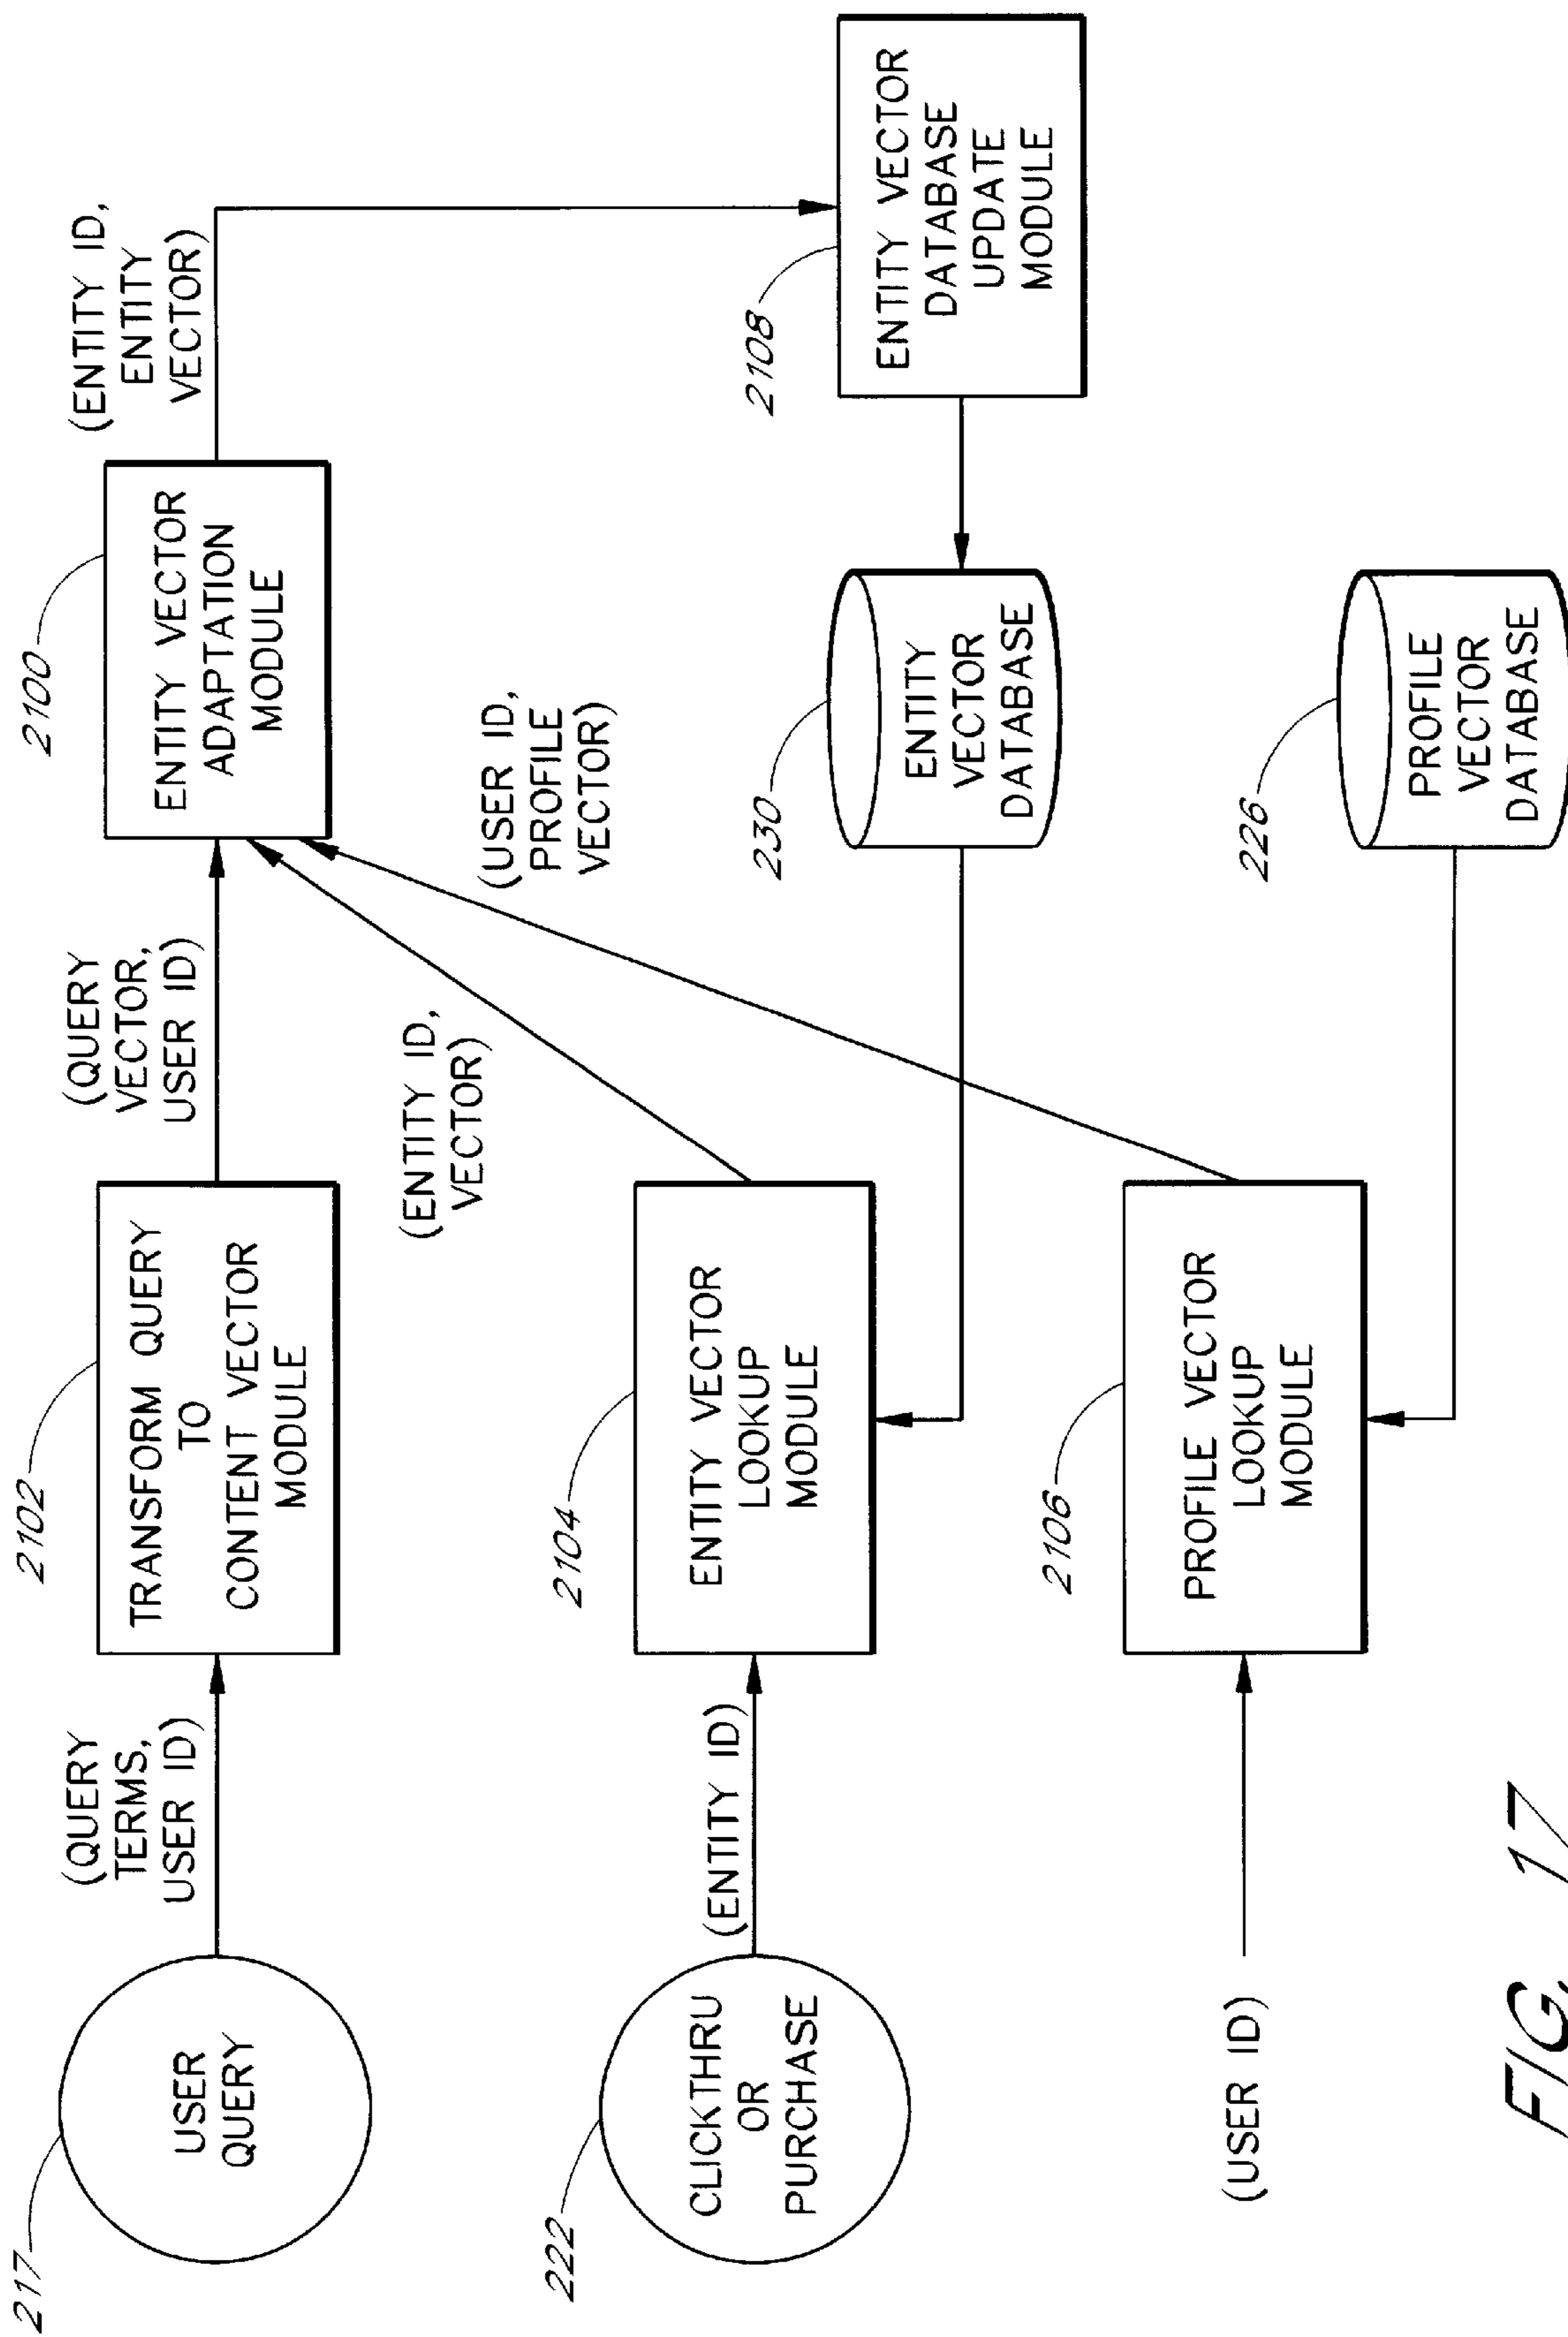 217
USER
QUERY
(QUERY
TERMS,
USER ID)
2102
TRANSFORM QUERY
TO
CONTENT VECTOR
MODULE
(QUERY
VECTOR,
USER ID)
2100
ENTITY VECTOR
ADAPTATION
MODULE
(ENTITY ID,
ENTITY
VECTOR)
222
CLICKTHRU
OR
PURCHASE
(ENTITY ID)
2104
ENTITY VECTOR
LOOKUP
MODULE
(ENTITY ID,
VECTOR)
(USER ID,
PROFILE
VECTOR)
230
ENTITY
VECTOR
DATABASE
2108
ENTITY VECTOR
DATABASE
UPDATE
MODULE
(USER ID)
2106
PROFILE VECTOR
LOOKUP
MODULE
226
PROFILE
VECTOR
DATABASE
FIG. 17